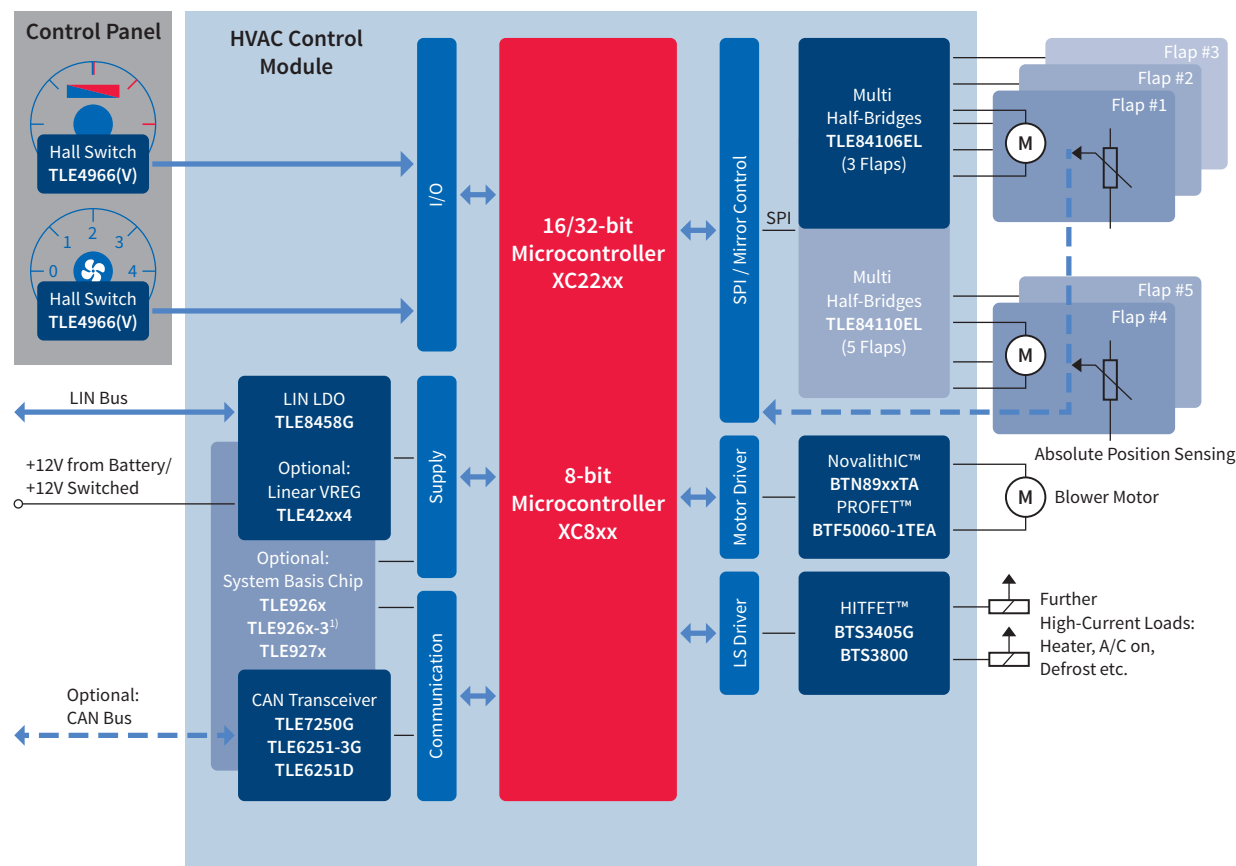 Control Panel
Hall Switch
TLE4966(V)
0
1
2
3
4
Hall Switch
TLE4966(V)
HVAC Control
Module
I/O
16/32-bit
Microcontroller
XC22xx
8-bit
Microcontroller
XC8xx
SPI / Mirror Control
SPI
Multi
Half-Bridges
TLE84106EL
(3 Flaps)
Multi
Half-Bridges
TLE84110EL
(5 Flaps)
Flap #3
Flap #2
Flap #1
M
Flap #5
Flap #4
M
Absolute Position Sensing
LIN Bus
+12V from Battery/
+12V Switched
LIN LDO
TLE8458G
Optional:
Linear VREG
TLE42xx4
Supply
Optional:
System Basis Chip
TLE926x
TLE926x-3¹⁾
TLE927x
Optional:
CAN Bus
CAN Transceiver
TLE7250G
TLE6251-3G
TLE6251D
Communication
Motor Driver
NovalithIC™
BTN89xxTA
PROFET™
BTF50060-1TEA
M
Blower Motor
LS Driver
HITFET™
BTS3405G
BTS3800
Further
High-Current Loads:
Heater, A/C on,
Defrost etc.